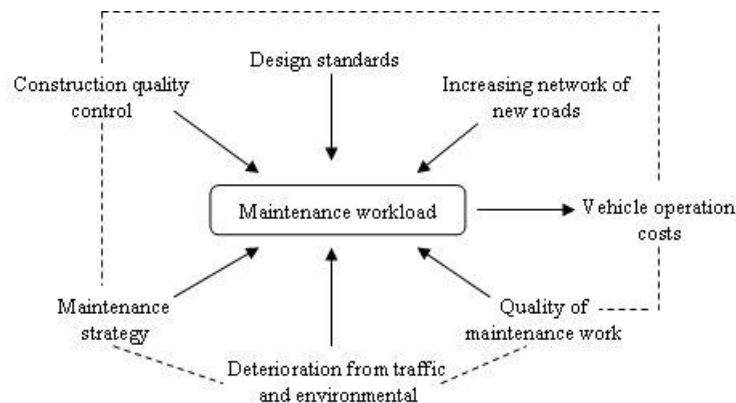 Design standards
Construction quality
control
Increasing network of
new roads
Maintenance workload
Vehicle operation
costs
Maintenance
strategy
Quality of
maintenance work
Deterioration from traffic
and environmental